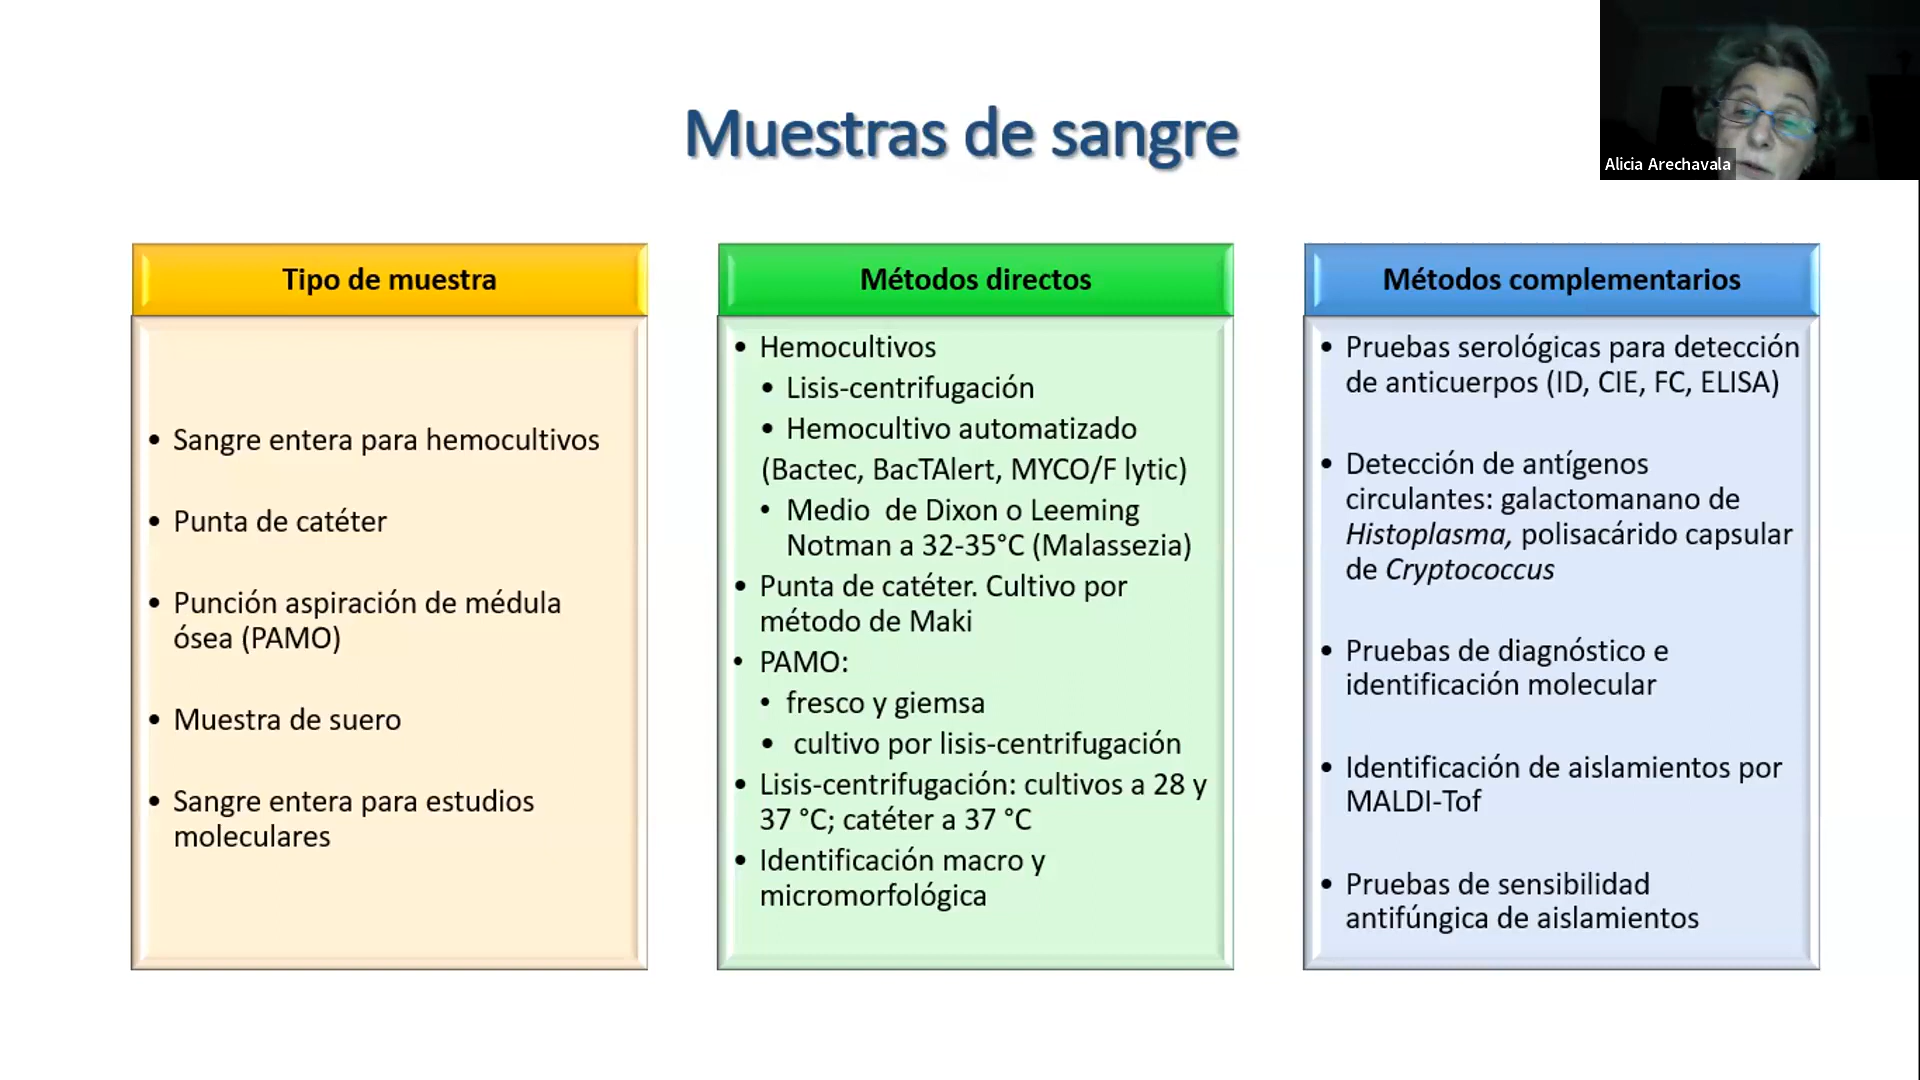 Muestras de sangre
Alicia Arechavala
Tipo de muestra
• Sangre entera para hemocultivos
• Punta de catéter
• Punción aspiración de médula
ósea (PAMO)
• Muestra de suero
• Sangre entera para estudios
moleculares
Métodos directos
• Hemocultivos
• Lisis-centrifugación
• Hemocultivo automatizado
(Bactec, BacTAlert, MYCO/F lytic)
• Medio de Dixon o Leeming
Notman a 32-35°C (Malassezia)
• Punta de catéter. Cultivo por
método de Maki
• PAMO:
• fresco y giemsa
• cultivo por lisis-centrifugación
• Lisis-centrifugación: cultivos a 28 y
37 °C; catéter a 37 °C
• Identificación macro y
micromorfológica
Métodos complementarios
• Pruebas serológicas para detección
de anticuerpos (ID, CIE, FC, ELISA)
• Detección de antígenos
circulantes: galactomanano de
Histoplasma, polisacárido capsular
de Cryptococcus
• Pruebas de diagnóstico e
identificación molecular
• Identificación de aislamientos por
MALDI-Tof
• Pruebas de sensibilidad
antifúngica de aislamientos